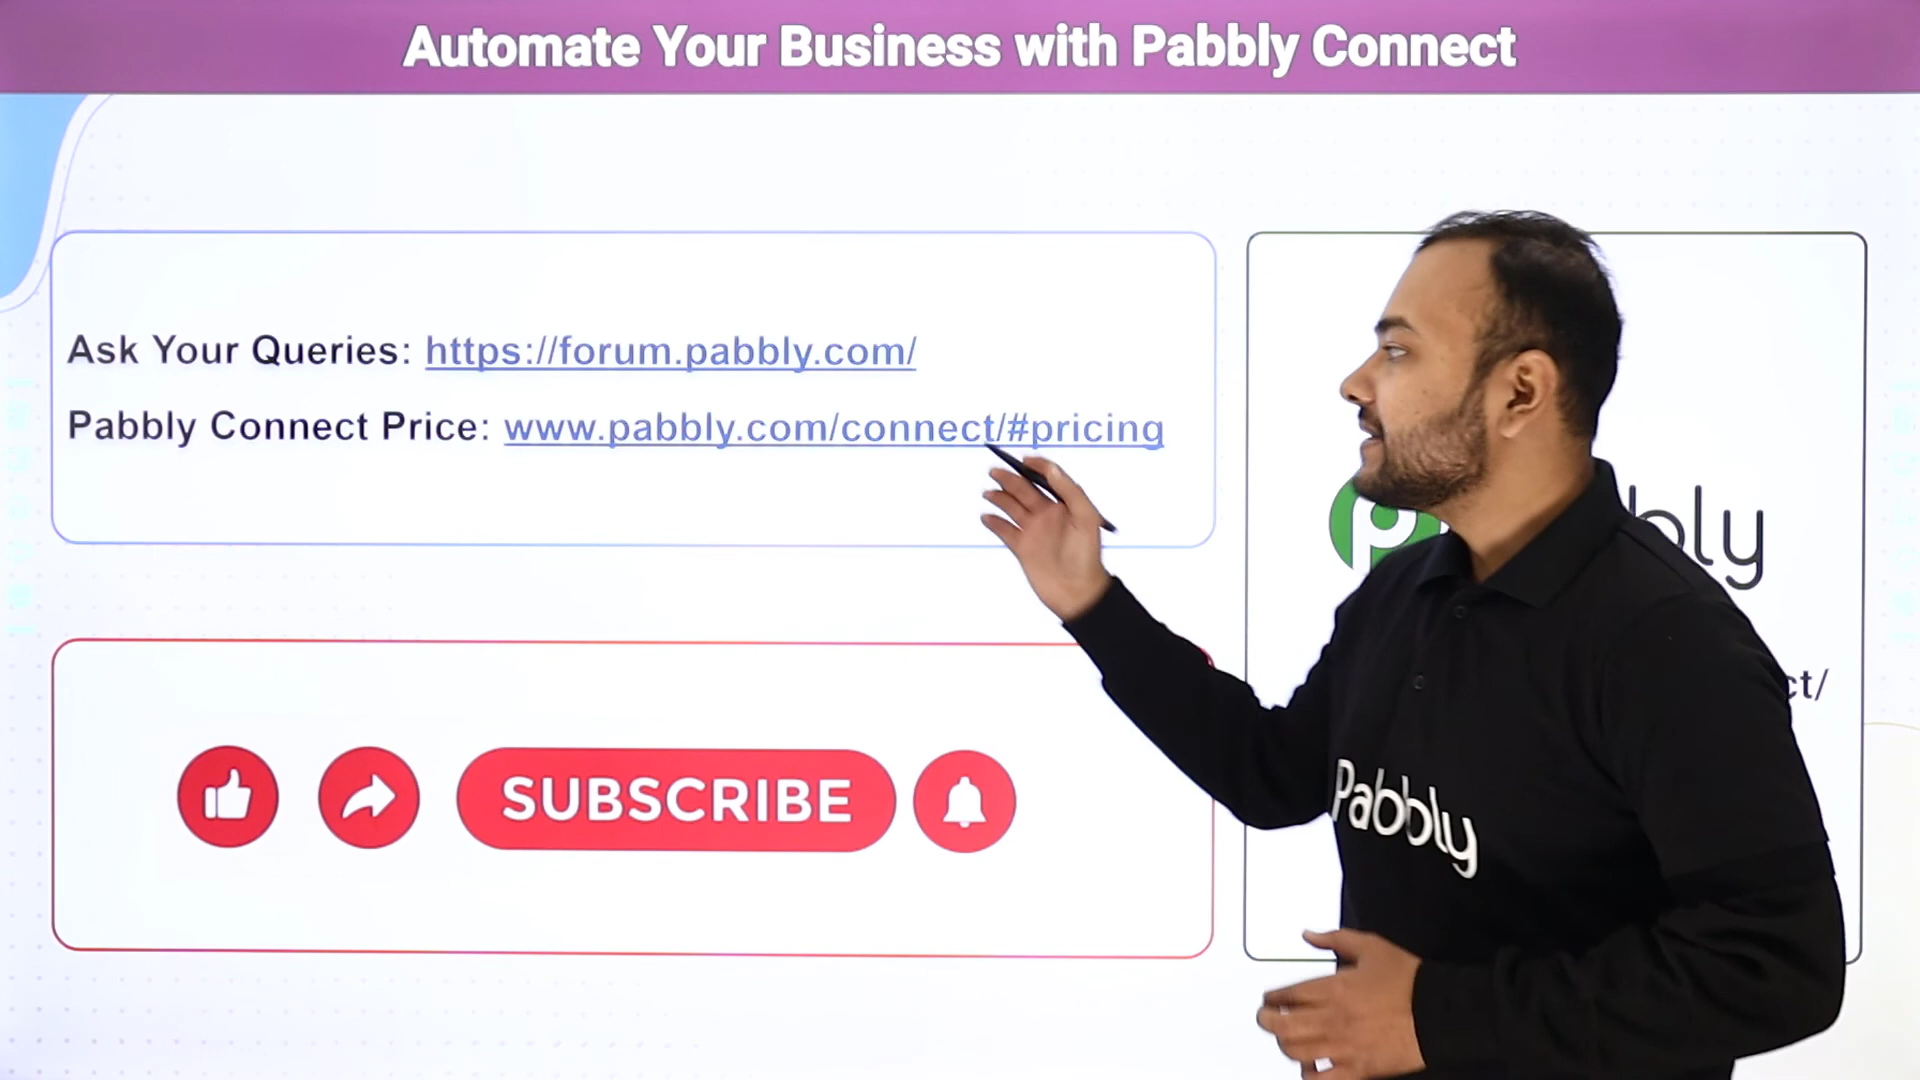 Automate Your Business with Pabbly Connect
Ask Your Queries: https://forum.pabbly.com/
Pabbly Connect Price: www.pabbly.com/connect/#pricing
SUBSCRIBE
Pabbly